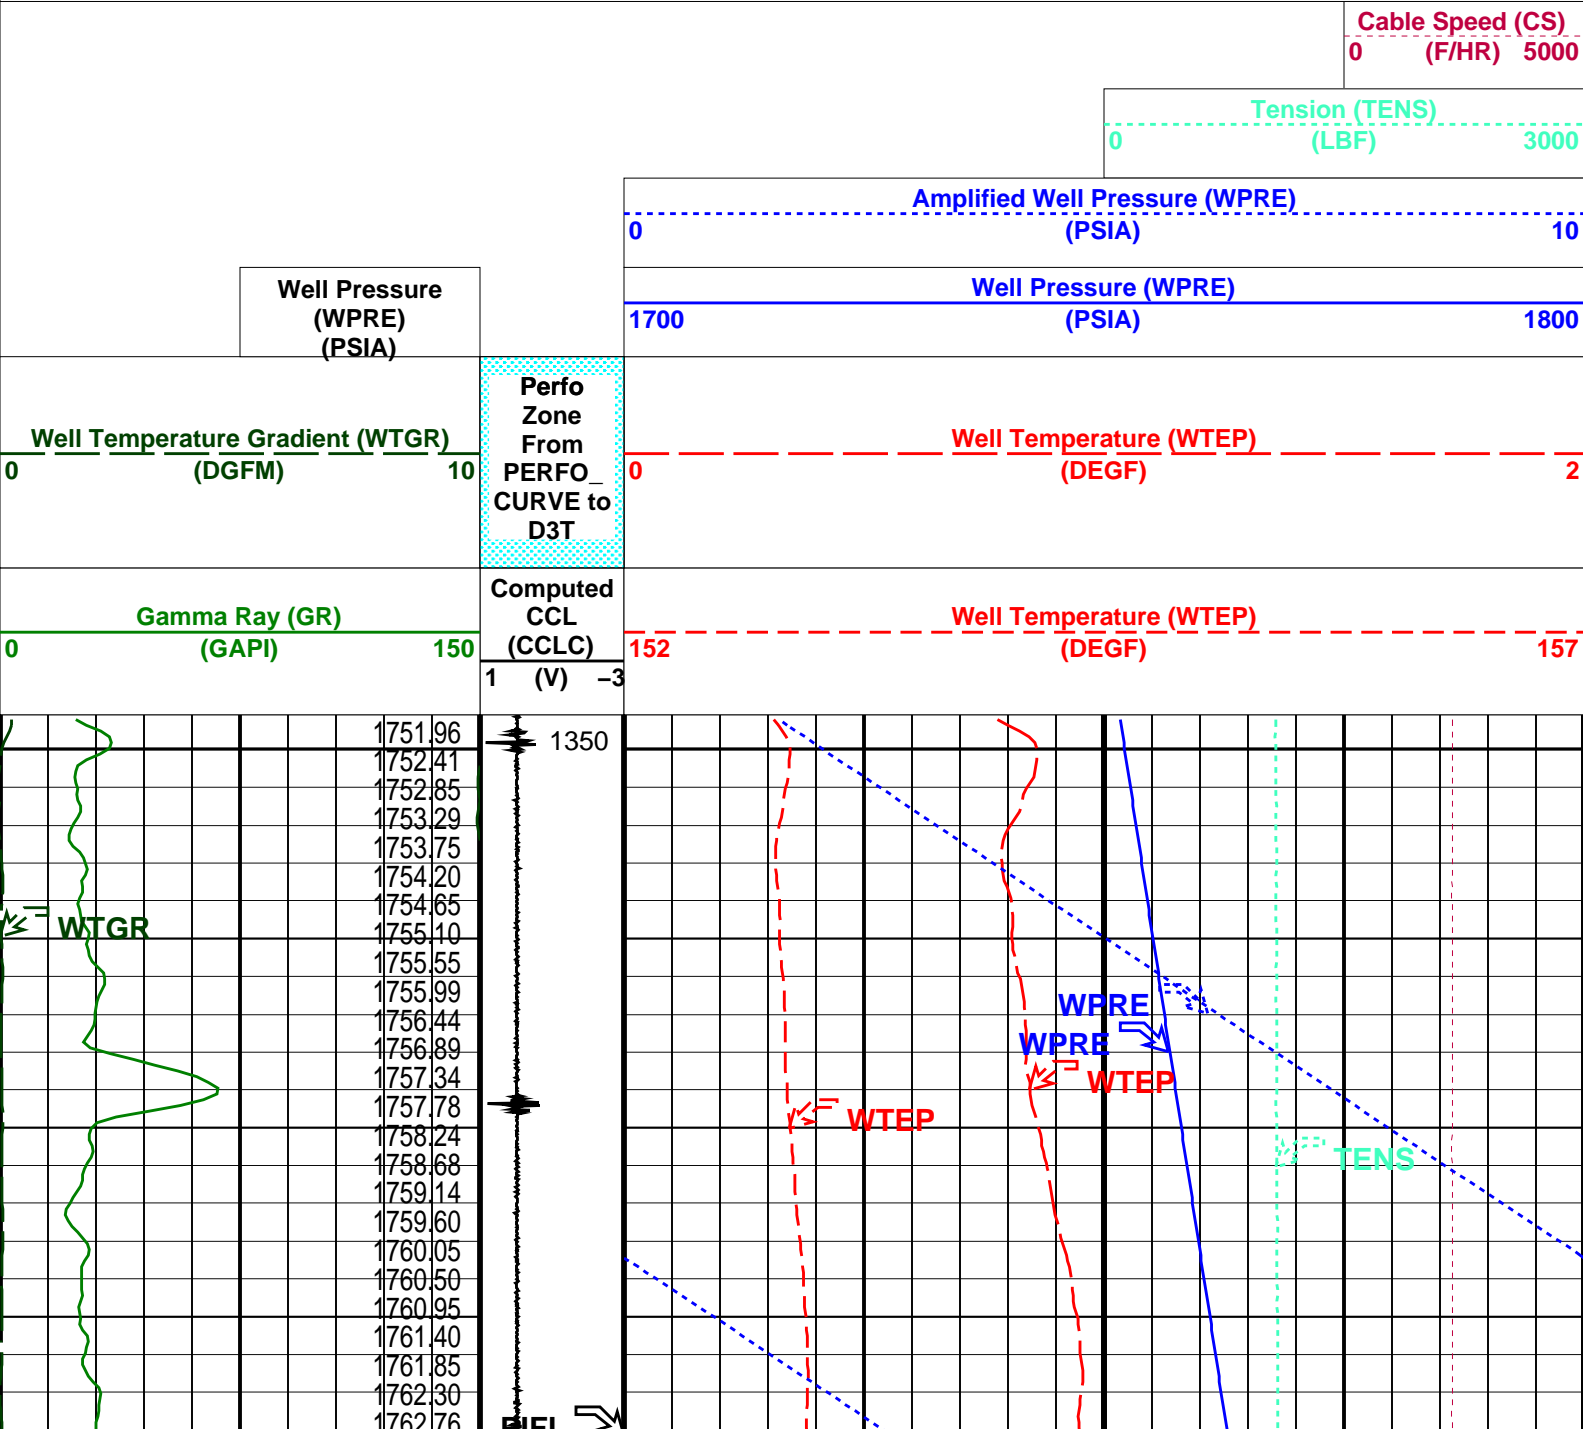 Cable Speed (CS)
0 (F/HR) 5000
Tension (TENS)
0 (LBF) 3000
Amplified Well Pressure (WPRE)
0 (PSIA) 10
Well Pressure
(WPRE)
(PSIA)
Well Pressure (WPRE)
1700 (PSIA) 1800
Well Temperature Gradient (WTGR)
0 (DGFM) 10
Perfo
Zone
From
PERFO_
CURVE to
D3T
Well Temperature (WTEP)
0 (DEGF) 2
Gamma Ray (GR)
0 (GAPI) 150
Computed
CCL
(CCLC)
1 (V) −3
Well Temperature (WTEP)
152 (DEGF) 157
1751.96
1350
1752.41
1752.85
1753.29
1753.75
1754.20
1754.65
WTGR
1755.10
1755.55
1755.99
WPRE
1756.44
WPRE
1756.89
1757.34
WTEP
1757.78
WTEP
1758.24
TENS
1758.68
1759.14
1759.60
1760.05
1760.50
1760.95
1761.40
1761.85
1762.30
1762.76